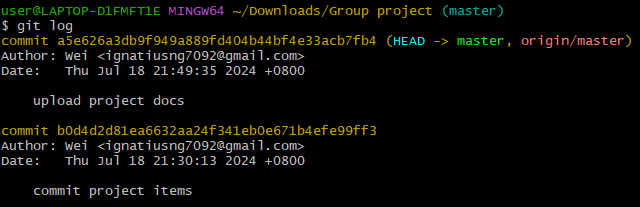 user@LAPTOP-D1FMFT1E MINGW64 ~/Downloads/Group project (master)
$ git log
commit a5e626a3db9f949a889fd404b44bf4e33acb7fb4 (HEAD -> master, origin/master)
Author: Wei <ignatiusng7092@gmail.com>
Date:   Thu Jul 18 21:49:35 2024 +0800
    upload project docs
commit b0d4d2d81ea6632aa24f341eb0e671b4efe99ff3
Author: Wei <ignatiusng7092@gmail.com>
Date:   Thu Jul 18 21:30:13 2024 +0800
    commit project items